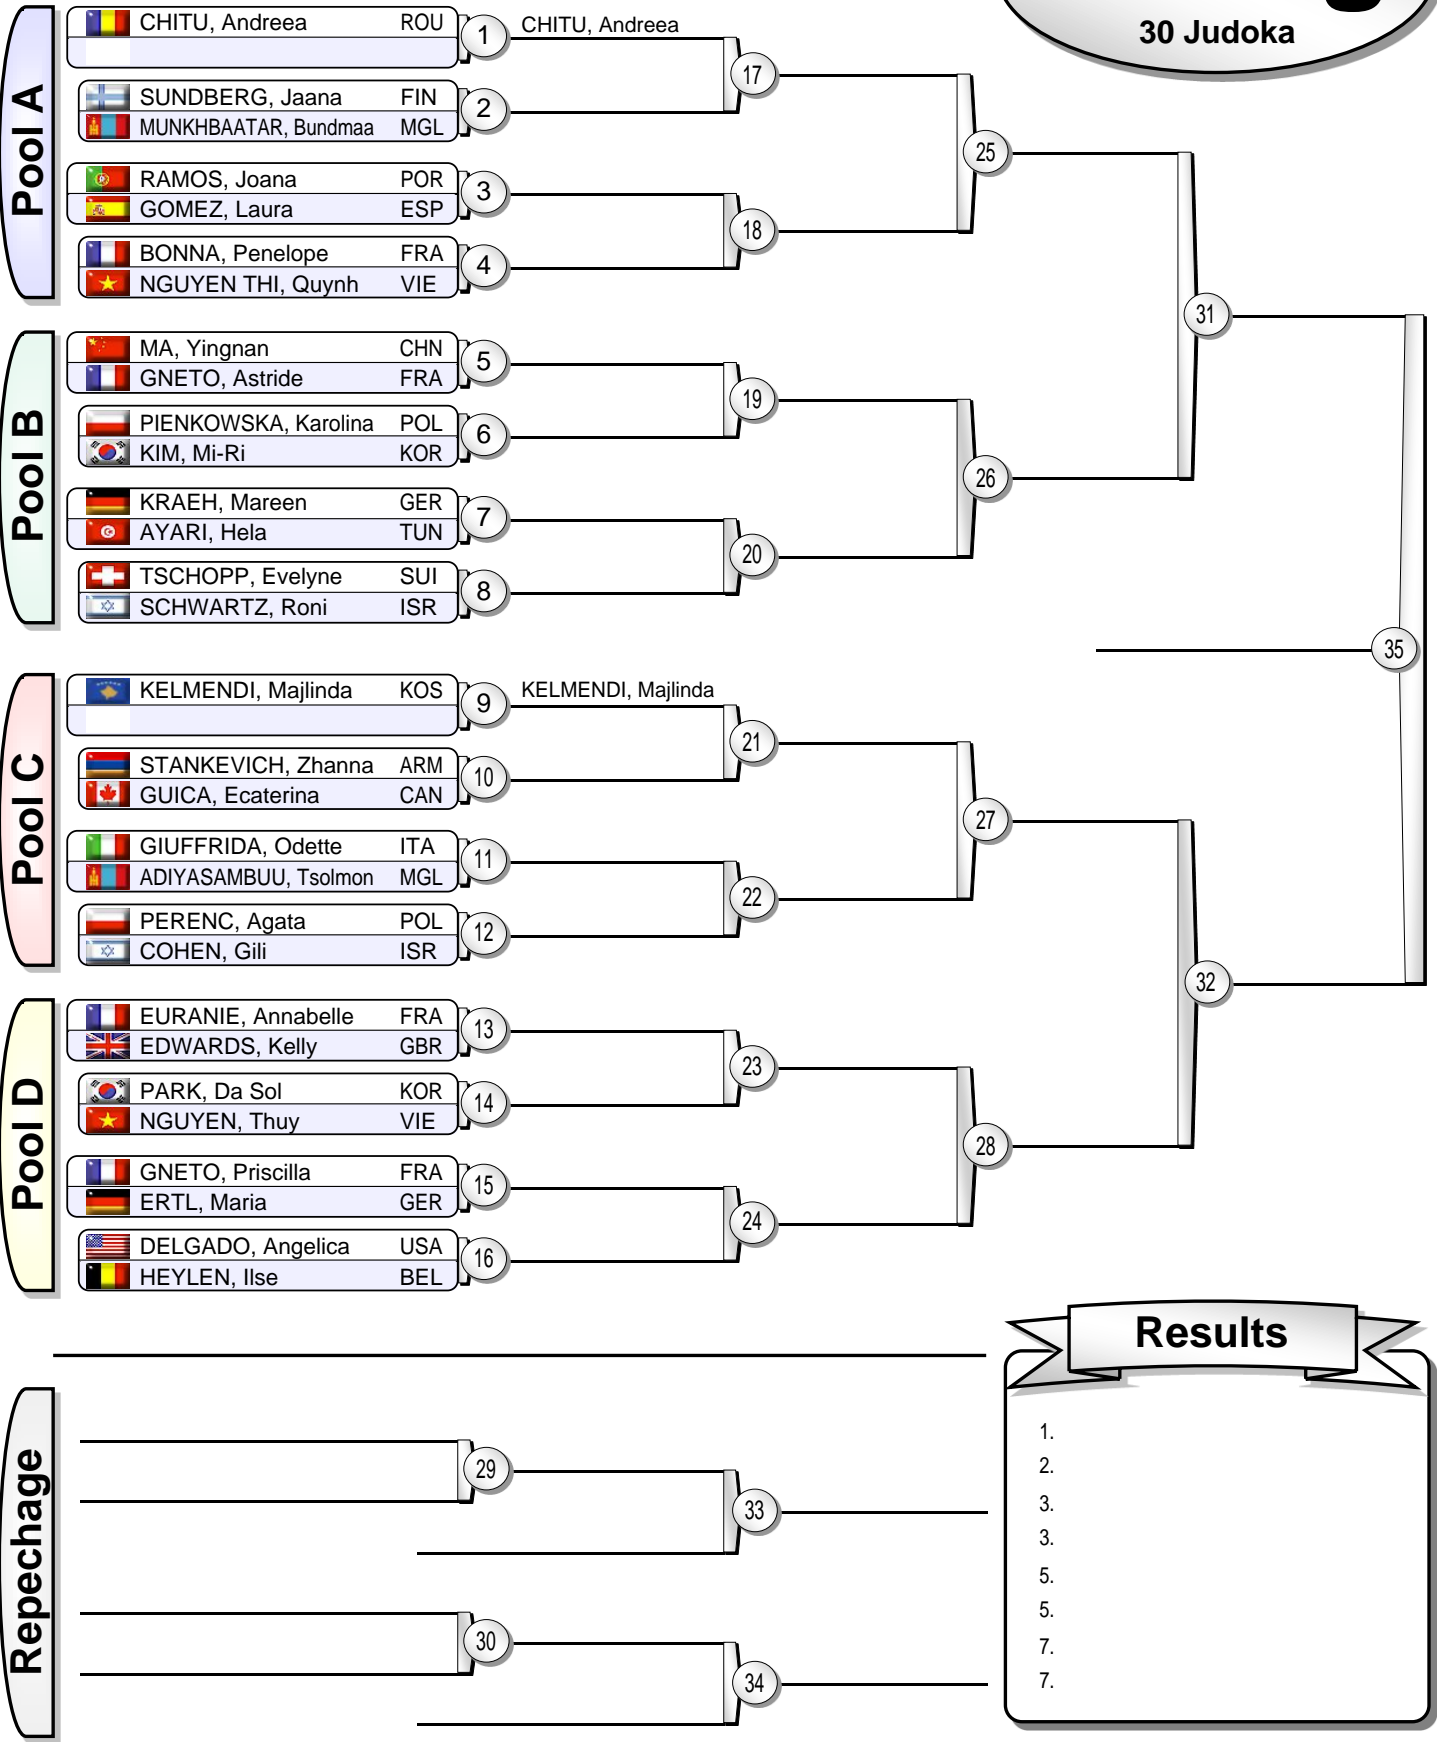 30 Judoka
Pool A
CHITU, Andreea ROU
1
CHITU, Andreea
SUNDBERG, Jaana FIN
MUNKHBAATAR, Bundmaa MGL
2
17
RAMOS, Joana POR
GOMEZ, Laura ESP
3
BONNA, Penelope FRA
NGUYEN THI, Quynh VIE
4
18
25
Pool B
MA, Yingnan CHN
GNETO, Astride FRA
5
PIENKOWSKA, Karolina POL
KIM, Mi-Ri KOR
6
19
KRAEH, Mareen GER
AYARI, Hela TUN
7
TSCHOPP, Evelyne SUI
SCHWARTZ, Roni ISR
8
20
26
31
35
Pool C
KELMENDI, Majlinda KOS
9
KELMENDI, Majlinda
STANKEVICH, Zhanna ARM
GUICA, Ecaterina CAN
10
21
GIUFFRIDA, Odette ITA
ADIYASAMBUU, Tsolmon MGL
11
PERENC, Agata POL
COHEN, Gili ISR
12
22
27
Pool D
EURANIE, Annabelle FRA
EDWARDS, Kelly GBR
13
PARK, Da Sol KOR
NGUYEN, Thuy VIE
14
23
GNETO, Priscilla FRA
ERTL, Maria GER
15
DELGADO, Angelica USA
HEYLEN, Ilse BEL
16
24
28
32
Repechage
29
33
30
34
Results
1.
2.
3.
3.
5.
5.
7.
7.